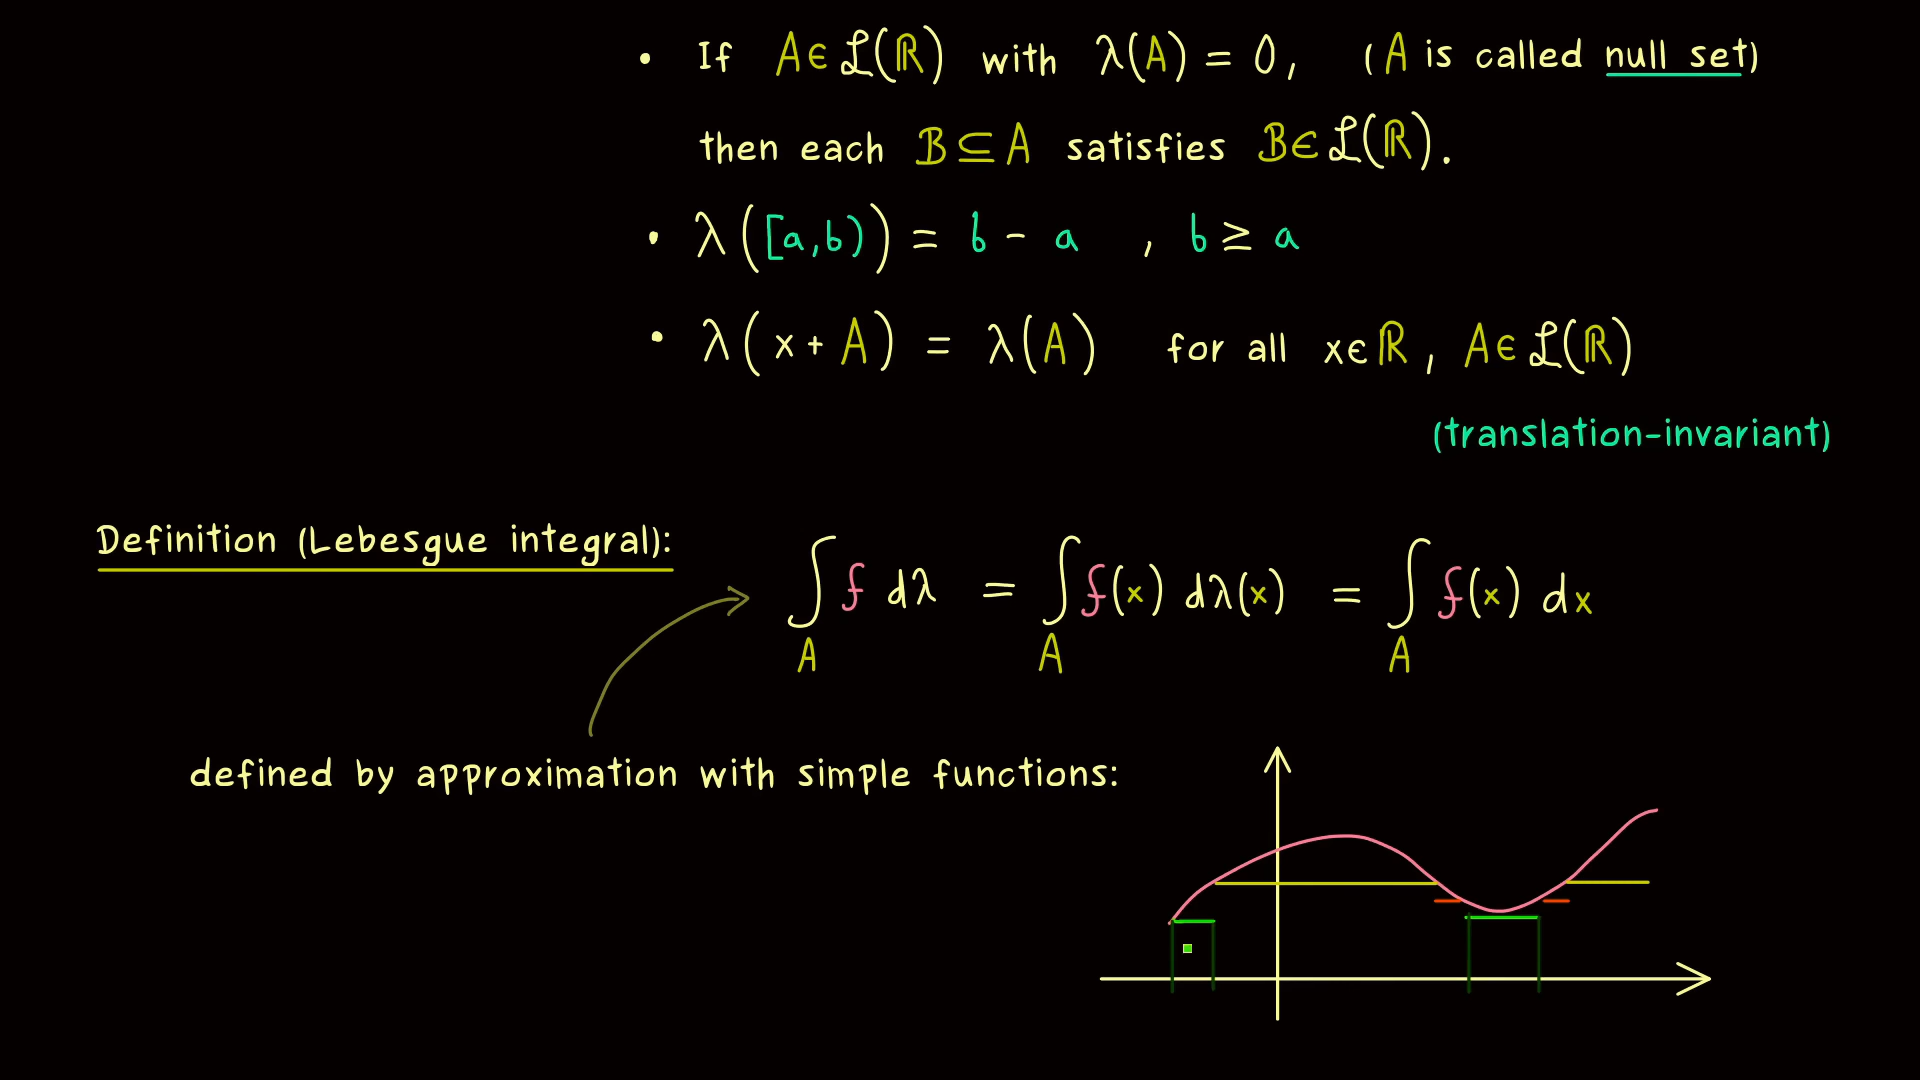 • If A ∈ ℒ(ℝ) with λ(A) = 0, (A is called null set)
then each B ⊆ A satisfies B ∈ ℒ(ℝ).
• λ([a,b)) = b - a , b ≥ a
• λ(x + A) = λ(A) for all x ∈ ℝ, A ∈ ℒ(ℝ)
(translation-invariant)
Definition (Lebesgue integral): ∫_A f dλ = ∫_A f(x) dλ(x) = ∫_A f(x) dx
defined by approximation with simple functions: